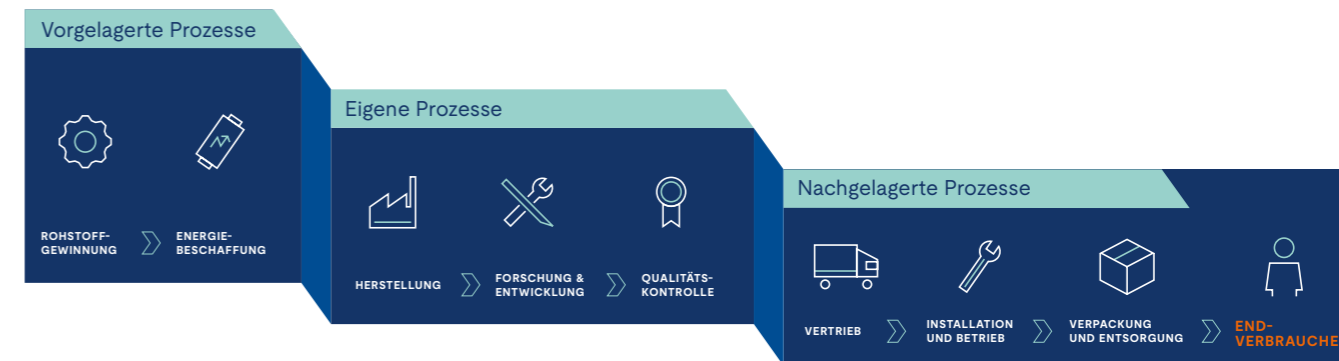 Vorgelagerte Prozesse
ROHSTOFF-
GEWINNUNG
ENERGIE-
BESCHAFFUNG
Eigene Prozesse
HERSTELLUNG
FORSCHUNG &
ENTWICKLUNG
QUALITÄTS-
KONTROLLE
Nachgelagerte Prozesse
VERTRIEB
INSTALLATION
UND BETRIEB
VERPACKUNG
UND ENTSORGUNG
END-
VERBRAUCHE